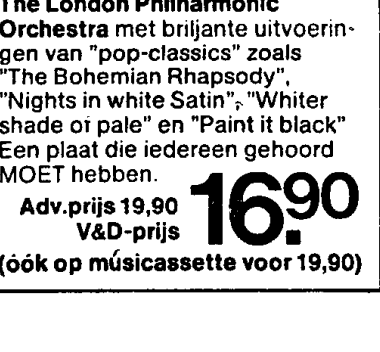 The London Philharmonic
Orchestra met briljante uitvoerin-
gen van "pop-classics" zoals
"The Bohemian Rhapsody",
"Nights in white Satin", "Whiter
shade of pale" en "Paint it black"
Een plaat die iedereen gehoord
MOET hebben.
Adv.prijs 19,90
V&D-prijs 16.90
(óók op músicassette voor 19,90)